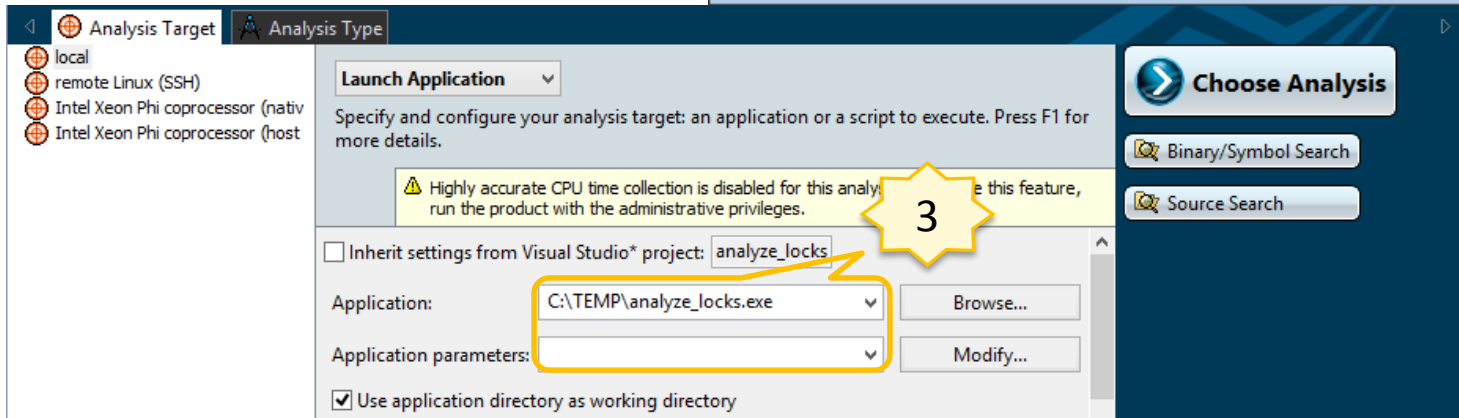 Analysis Target
Analysis Type
local
remote Linux (SSH)
Intel Xeon Phi coprocessor (nativ
Intel Xeon Phi coprocessor (host
Launch Application
Specify and configure your analysis target: an application or a script to execute. Press F1 for
more details.
Highly accurate CPU time collection is disabled for this analy e this feature,
run the product with the administrative privileges.
3
Inherit settings from Visual Studio* project: analyze_locks
Application: C:\TEMP\analyze_locks.exe Browse...
Application parameters: Modify...
Use application directory as working directory
Choose Analysis
Binary/Symbol Search
Source Search